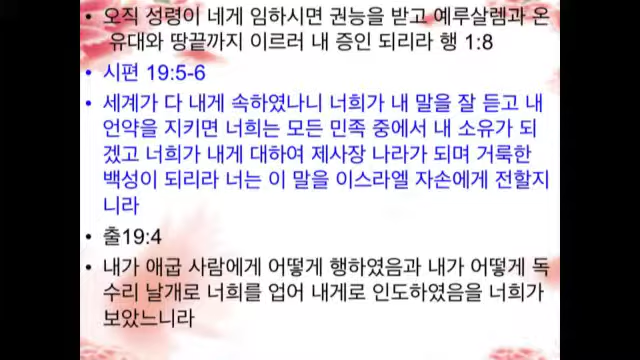 • 오직 성령이 네게 임하시면 권능을 받고 예루살렘과 온
유대와 땅끝까지 이르러 내 증인 되리라 행 1:8
• 시편 19:5-6
• 세계가 다 내게 속하였나니 너희가 내 말을 잘 듣고 내
언약을 지키면 너희는 모든 민족 중에서 내 소유가 되
겠고 너희가 내게 대하여 제사장 나라가 되며 거룩한
백성이 되리라 너는 이 말을 이스라엘 자손에게 전할지
니라
• 출19:4
• 내가 애굽 사람에게 어떻게 행하였음과 내가 어떻게 독
수리 날개로 너희를 업어 내게로 인도하였음을 너희가
보았느니라